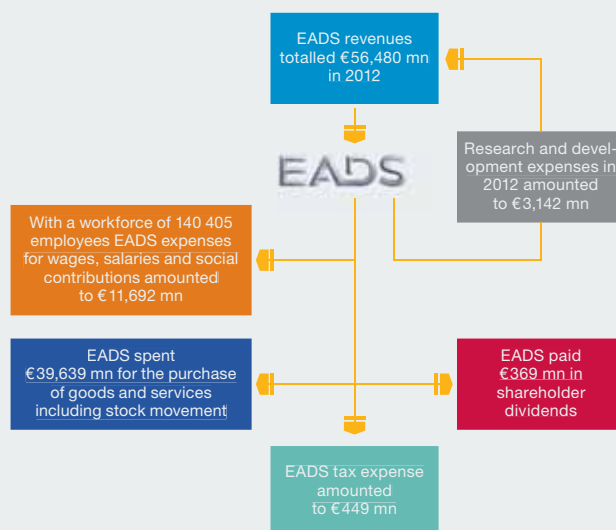 EADS revenues
totalled €56,480 mn
in 2012
EADS
Research and devel-
opment expenses in
2012 amounted
to €3,142 mn
With a workforce of 140 405
employees EADS expenses
for wages, salaries and social
contributions amounted
to €11,692 mn
EADS spent
€39,639 mn for the purchase
of goods and services
including stock movement
EADS paid
€369 mn in
shareholder
dividends
EADS tax expense
amounted
to €449 mn